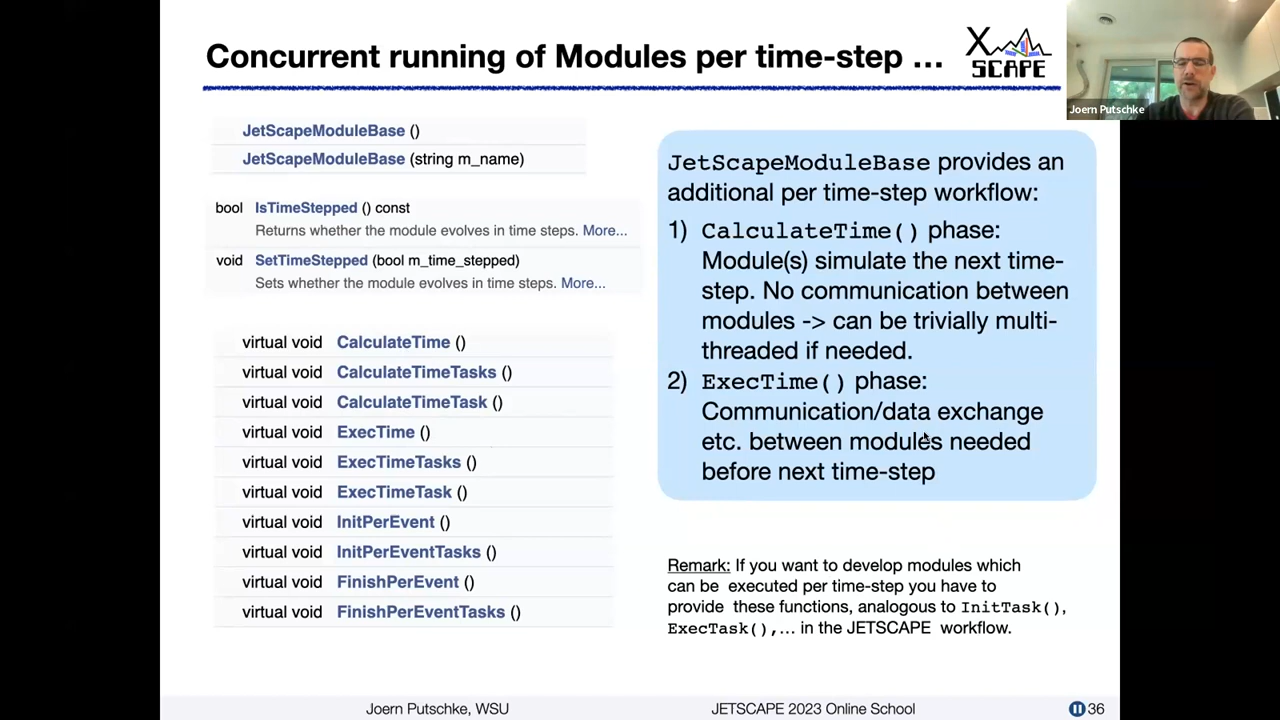 Concurrent running of Modules per time-step ...
X
SCAPE
Joern Putschke
JetScapeModuleBase ()
JetScapeModuleBase (string m_name)
bool IsTimeStepped () const
Returns whether the module evolves in time steps. More...
void SetTimeStepped (bool m_time_stepped)
Sets whether the module evolves in time steps. More...
virtual void CalculateTime ()
virtual void CalculateTimeTasks ()
virtual void CalculateTimeTask ()
virtual void ExecTime ()
virtual void ExecTimeTasks ()
virtual void ExecTimeTask ()
virtual void InitPerEvent ()
virtual void InitPerEventTasks ()
virtual void FinishPerEvent ()
virtual void FinishPerEventTasks ()
JetScapeModuleBase provides an
additional per time-step workflow:
1) CalculateTime() phase:
Module(s) simulate the next time-
step. No communication between
modules -> can be trivially multi-
threaded if needed.
2) ExecTime() phase:
Communication/data exchange
etc. between modules needed
before next time-step
Remark: If you want to develop modules which
can be executed per time-step you have to
provide these functions, analogous to InitTask(),
ExecTask(),... in the JETSCAPE workflow.
Joern Putschke, WSU
JETSCAPE 2023 Online School
36